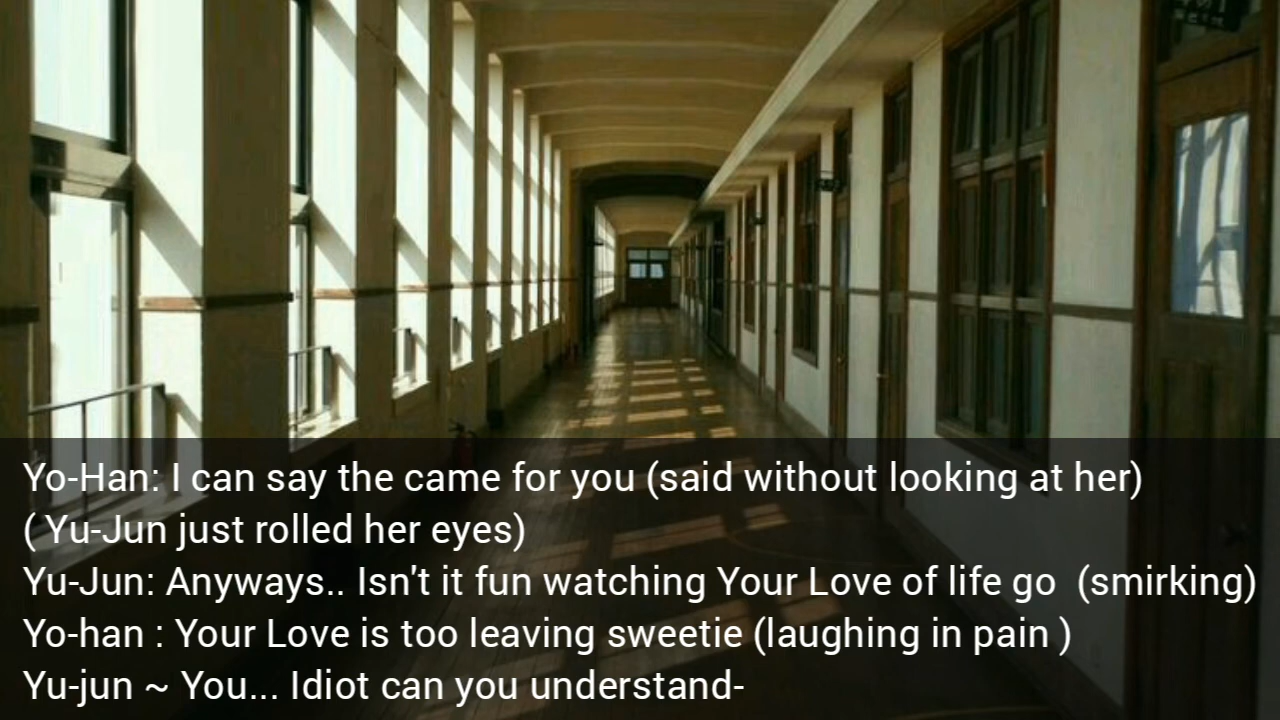 Yo-Han: I can say the came for you (said without looking at her)
( Yu-Jun just rolled her eyes)
Yu-Jun: Anyways.. Isn't it fun watching Your Love of life go  (smirking)
Yo-han : Your Love is too leaving sweetie (laughing in pain )
Yu-jun ~ You... Idiot can you understand-